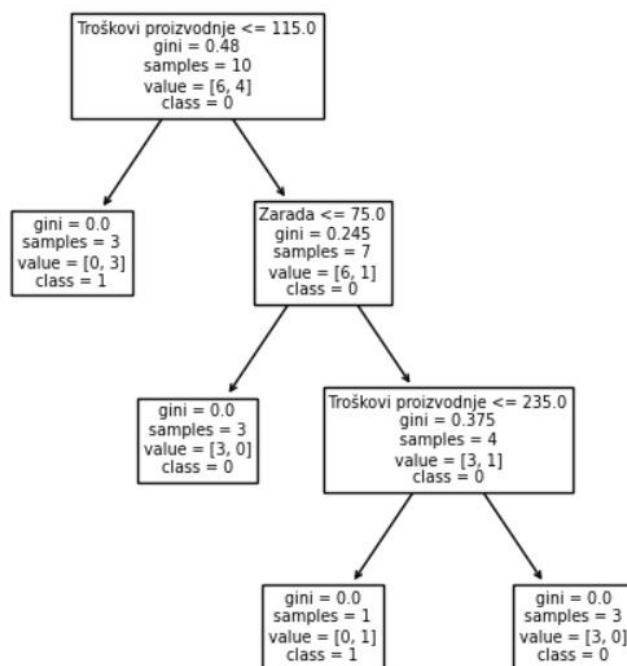 Troškovi proizvodnje <= 115.0
gini = 0.48
samples = 10
value = [6, 4]
class = 0
gini = 0.0
samples = 3
value = [0, 3]
class = 1
Zarada <= 75.0
gini = 0.245
samples = 7
value = [6, 1]
class = 0
gini = 0.0
samples = 3
value = [3, 0]
class = 0
Troškovi proizvodnje <= 235.0
gini = 0.375
samples = 4
value = [3, 1]
class = 0
gini = 0.0
samples = 1
value = [0, 1]
class = 1
gini = 0.0
samples = 3
value = [3, 0]
class = 0